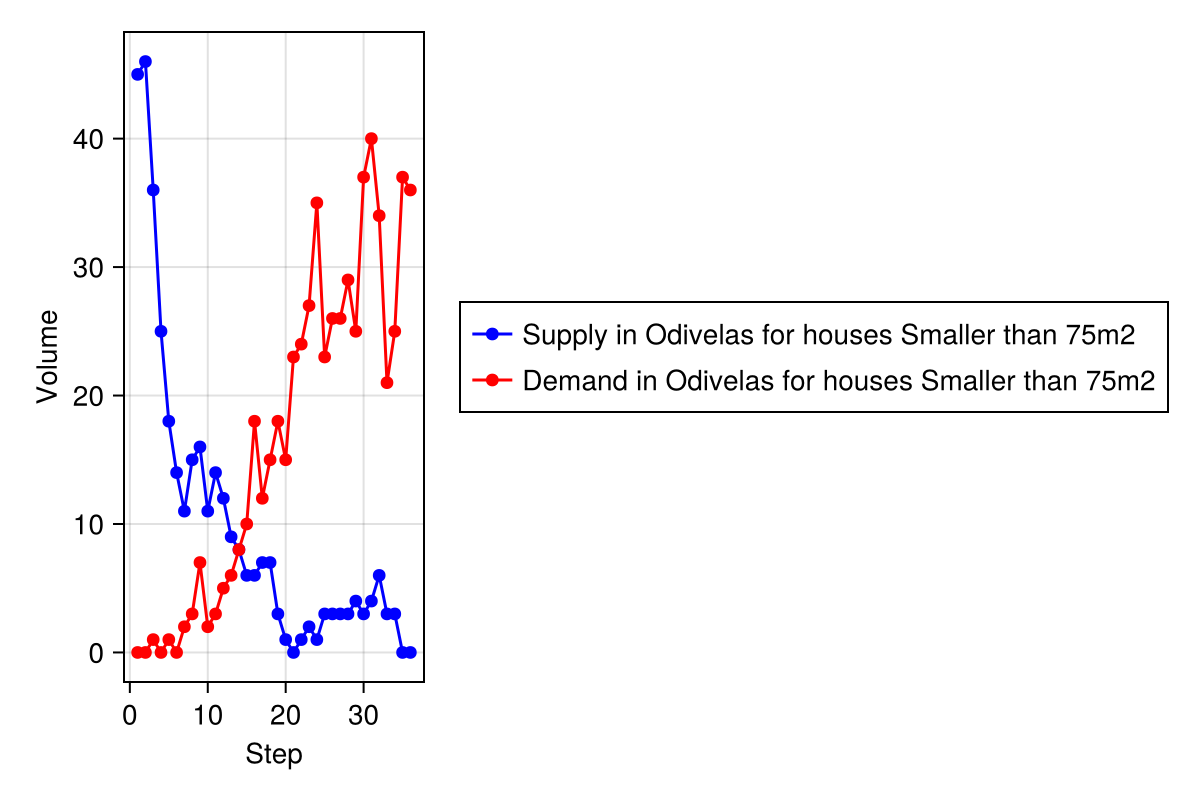 40
30
20
10
0
Volume
0 10 20 30
Step
Supply in Odivelas for houses Smaller than 75m2
Demand in Odivelas for houses Smaller than 75m2